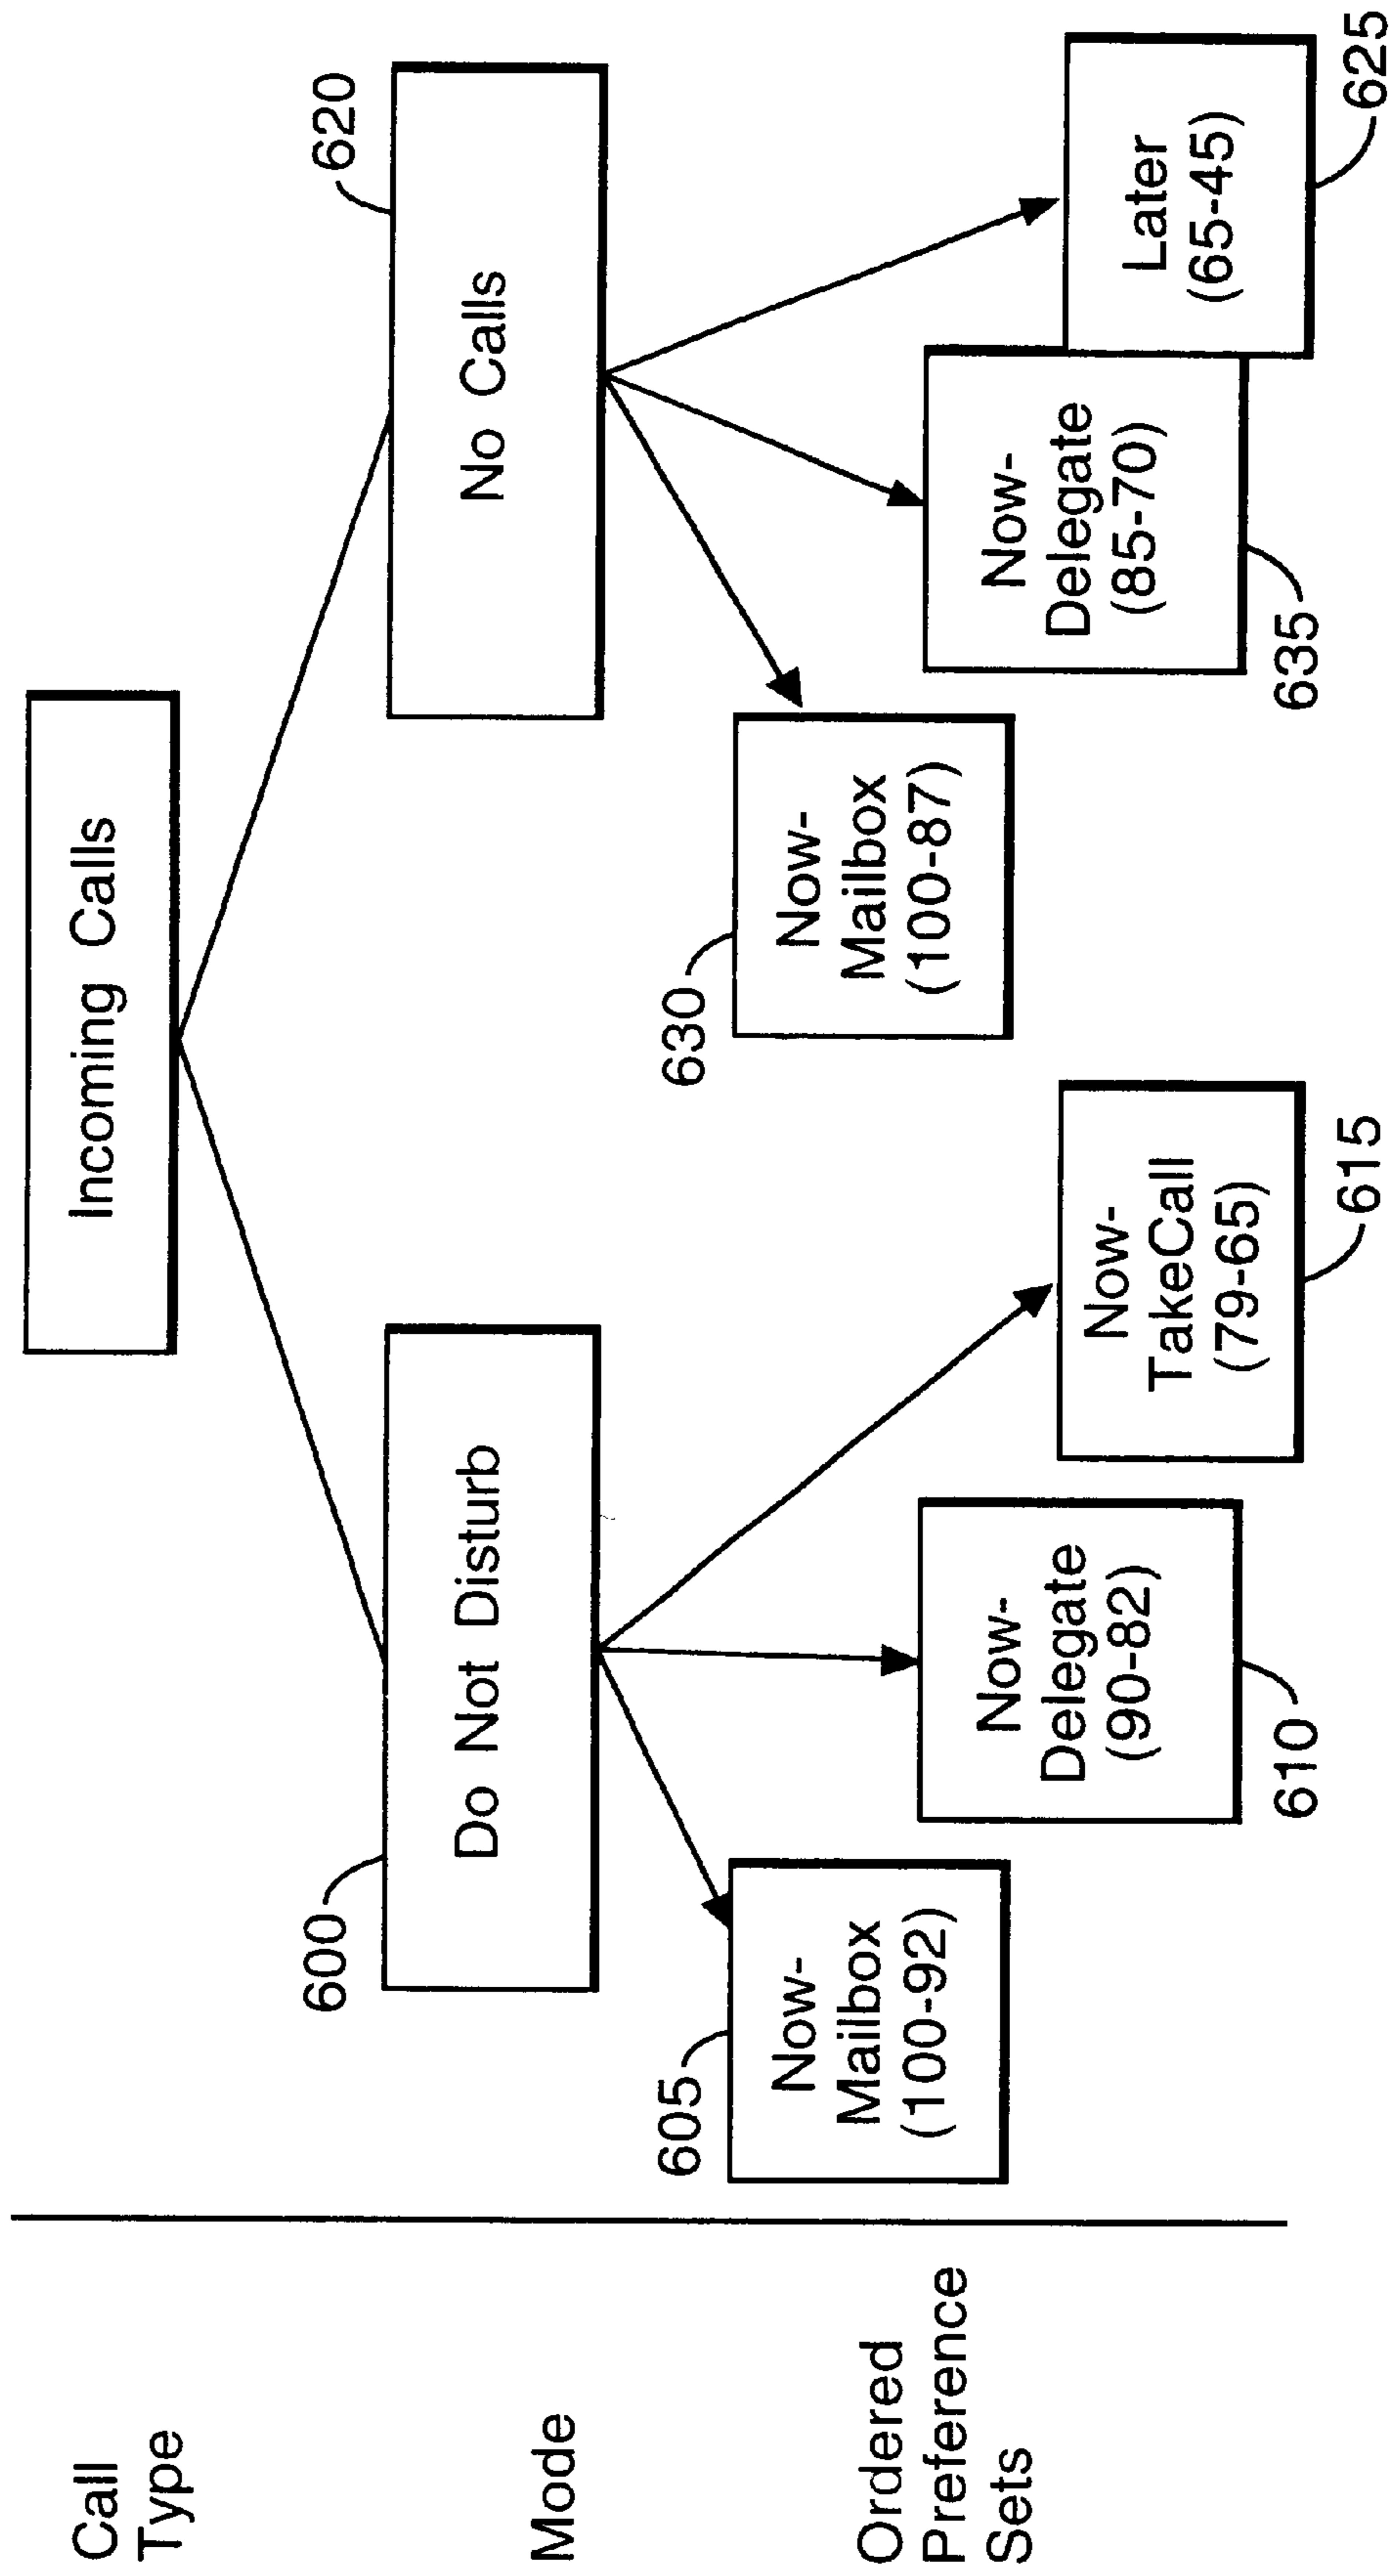 Call
Type
Incoming Calls
Mode
600
Do Not Disturb
620
No Calls
Ordered
Preference
Sets
605
Now-
Mailbox
(100-92)
Now-
Delegate
(90-82)
610
Now-
TakeCall
(79-65)
615
630
Now-
Mailbox
(100-87)
Now-
Delegate
(85-70)
635
Later
(65-45)
625